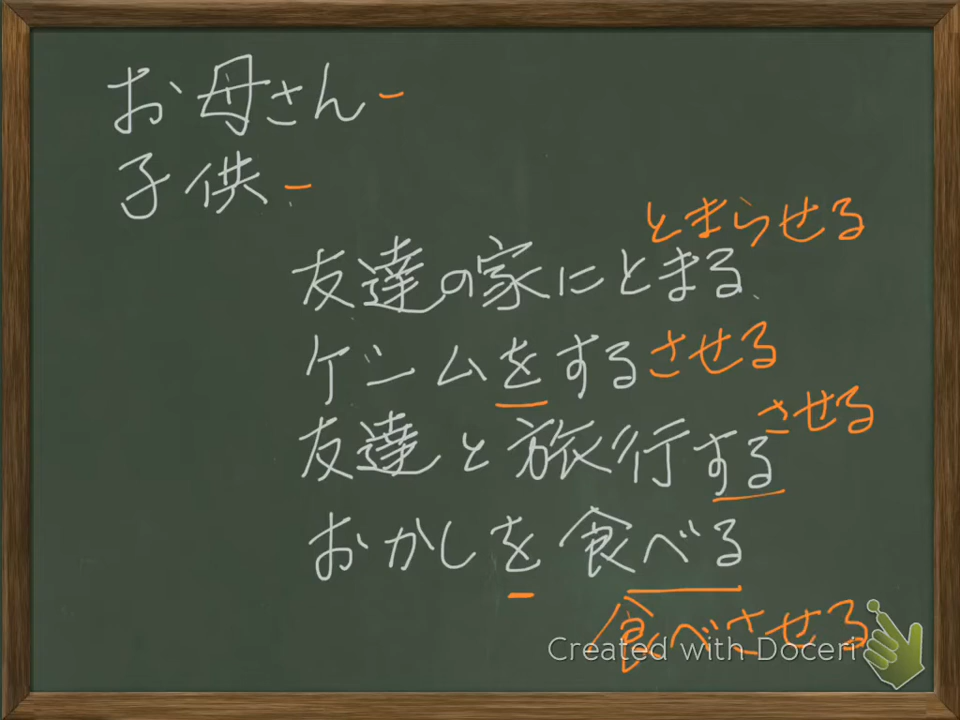 お母さん-
子供-
とまらせる
友達の家にとまる
ゲームをする させる
させる
友達と旅行する
おかしを食べる
食べさせる
Created with Doceri